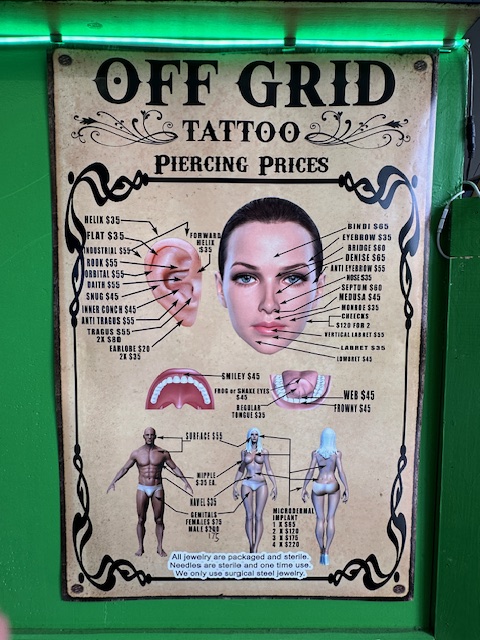 OFF GRID
TATTOO
PIERCING PRICES
HELIX $35
FLAT $35
INDUSTRIAL $55
ROOK $55
ORBITAL $55
DAITH $55
SNUG $45
INNER CONCH $45
ANTI TRAGUS $55
TRAGUS $55
2X $80
EARLOBE $20
2X $35
FORWARD
HELIX
$35
BINDI $65
EYEBROW $35
BRIDGE $60
DENISE $65
ANTI EYEBROW $55
NOSE $35
SEPTUM $60
MEDUSA $45
MONROE $35
CHEECKS
$120 FOR 2
VERTICAL LABRET $55
LABRET $35
LOWBRET $45
SMILEY $45
FROG or SNAKE EYES
$45
REGULAR
TONGUE $35
WEB $45
FROWNY $45
SURFACE $55
NIPPLE
$35 EA.
NAVEL $35
GENITALS
FEMALES $75
MALE
175
MICRODERMAL
IMPLANT
1 X $65
2 X $120
3 X $175
4 X $220
All jewelry are packaged and sterile.
Needles are sterile and one time use.
We only use surgical steel jewelry.